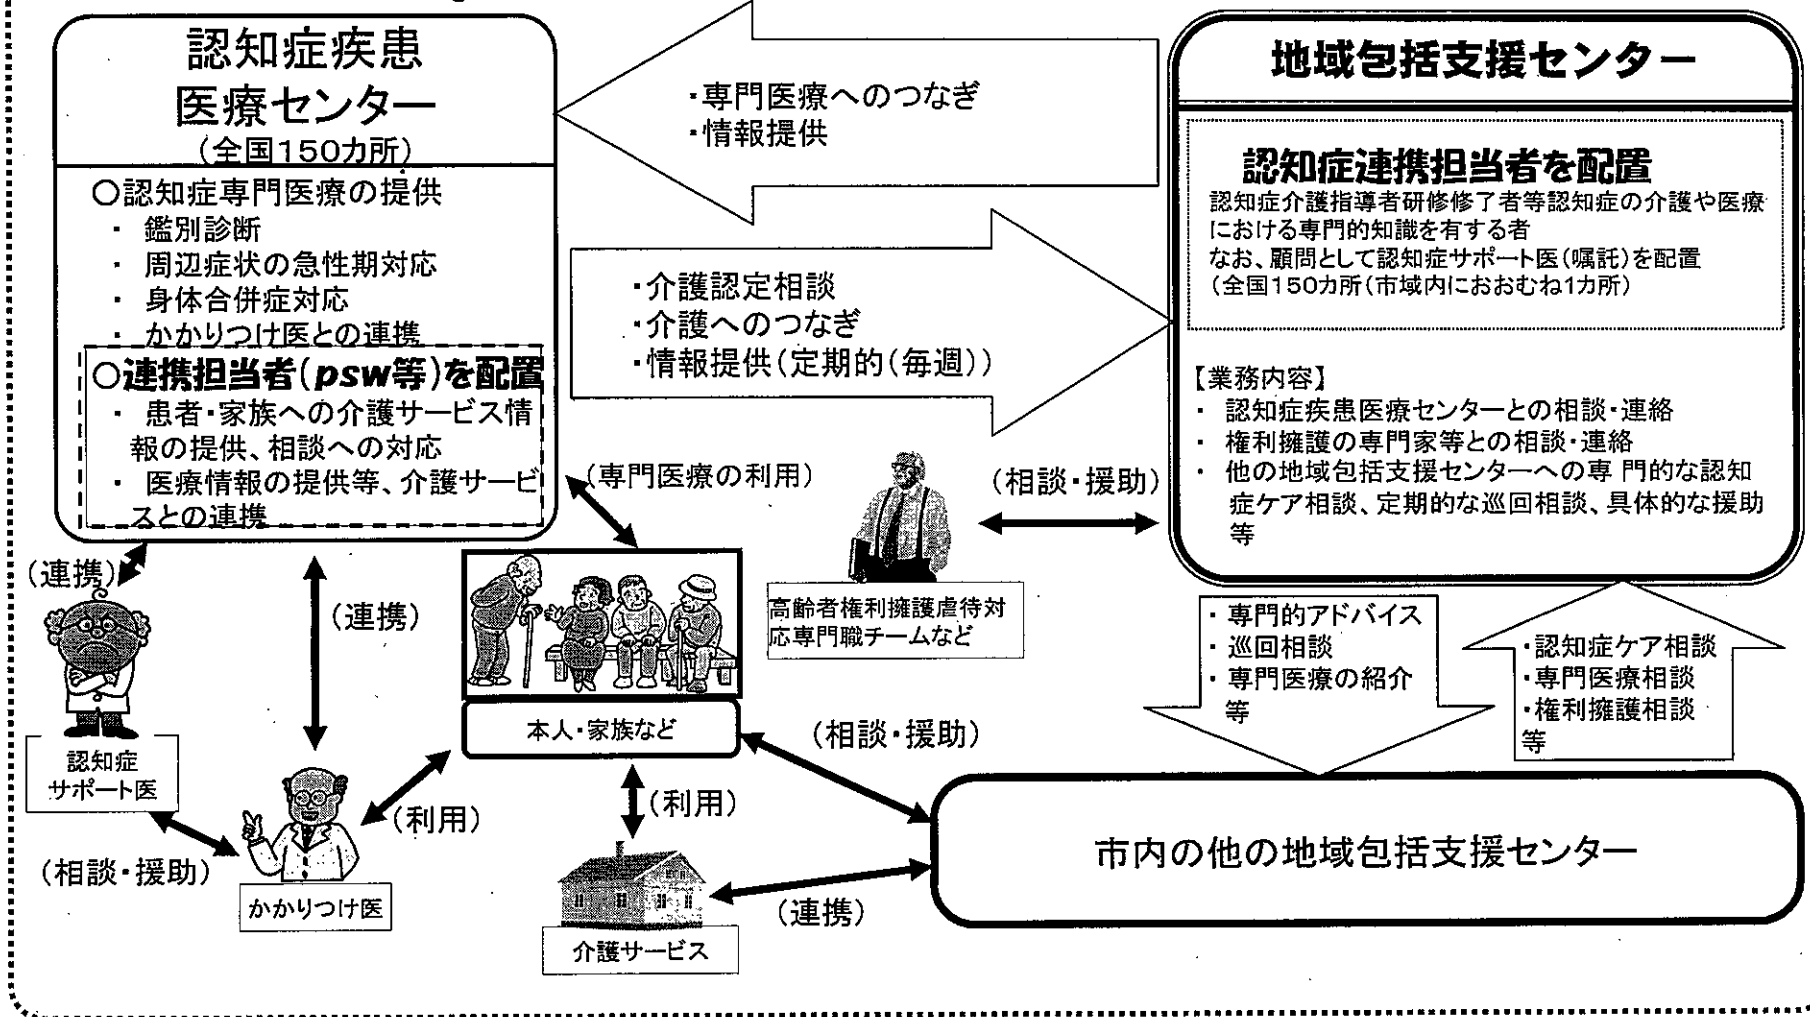 認知症疾患
医療センター
(全国150カ所)
○認知症専門医療の提供
・ 鑑別診断
・ 周辺症状の急性期対応
・ 身体合併症対応
・ かかりつけ医との連携
○連携担当者(psw等)を配置
・ 患者・家族への介護サービス情
報の提供、相談への対応
・ 医療情報の提供等、介護サービ
スとの連携
・専門医療へのつなぎ
・情報提供
・介護認定相談
・介護へのつなぎ
・情報提供(定期的(毎週))
地域包括支援センター
認知症連携担当者を配置
認知症介護指導者研修修了者等認知症の介護や医療
における専門的知識を有する者
なお、顧問として認知症サポート医(嘱託)を配置
(全国150カ所(市域内におおむね1カ所)
【業務内容】
・ 認知症疾患医療センターとの相談・連絡
・ 権利擁護の専門家等との相談・連絡
・ 他の地域包括支援センターへの専 門的な認知
症ケア相談、定期的な巡回相談、具体的な援助
等
(専門医療の利用)
(相談・援助)
(連携)
(連携)
高齢者権利擁護虐待対
応専門職チームなど
・ 専門的アドバイス
・ 巡回相談
・ 専門医療の紹介
等
・認知症ケア相談
・専門医療相談
・権利擁護相談
等
本人・家族など
(相談・援助)
認知症
サポート医
(利用)
(利用)
(相談・援助)
かかりつけ医
介護サービス
(連携)
市内の他の地域包括支援センター